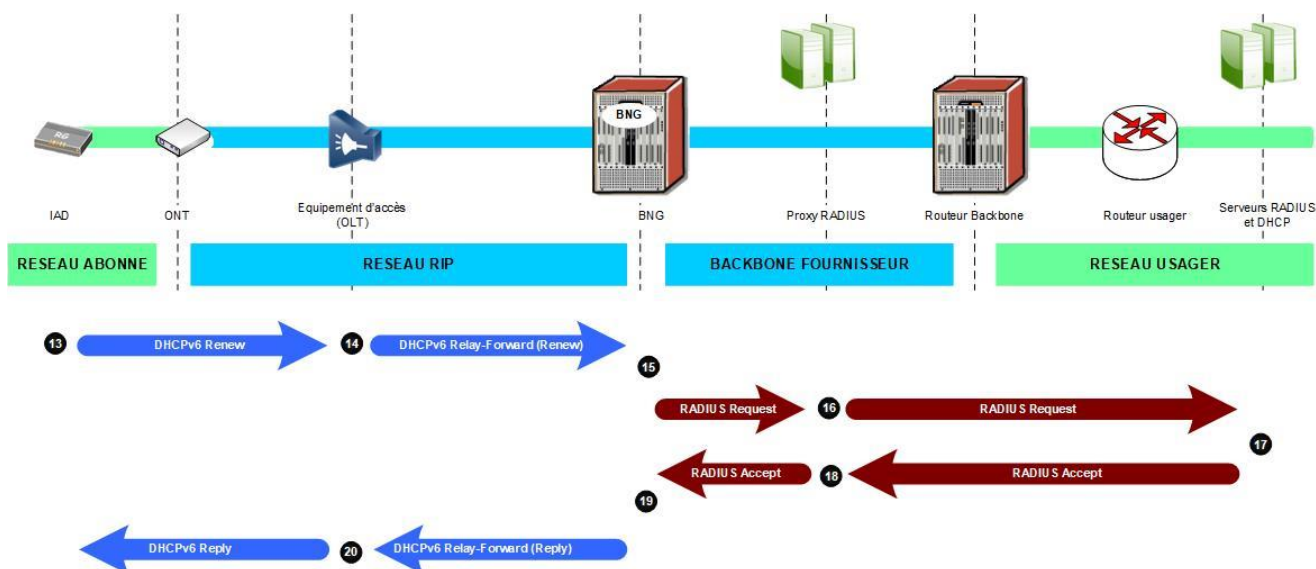 RG
BNG
IAD
ONT
Equipement d'accès
(OLT)
BNG
Proxy RADIUS
Routeur Backbone
Routeur usager
Serveurs RADIUS
et DHCP
RESEAU ABONNE
RESEAU RIP
BACKBONE FOURNISSEUR
RESEAU USAGER
13
DHCPv6 Renew
14
DHCPv6 Relay-Forward (Renew)
15
RADIUS Request
16
RADIUS Request
17
RADIUS Accept
18
RADIUS Accept
19
DHCPv6 Reply
20
DHCPv6 Relay-Forward (Reply)